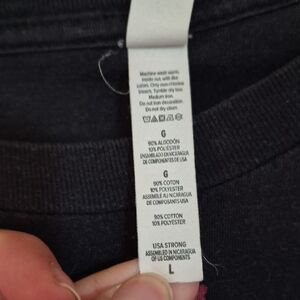 Machine wash warm,
inside out, with like
colors. Only non-chlorine
bleach. Tumble dry low.
Medium iron.
Do not iron decoration.
Do not dry clean.
G
90% ALGODÓN
10% POLIÉSTER
ENSAMBLADO EN NICARAGUA
DE COMPONENTES DE USA
G
90% COTON
10% POLYESTER
ASSEMBLÉ AU NICARAGUA
DE COMPOSANTS USA
90% COTTON
10% POLYESTER
USA STRONG
ASSEMBLED IN NICARAGUA
OF US COMPONENTS
L